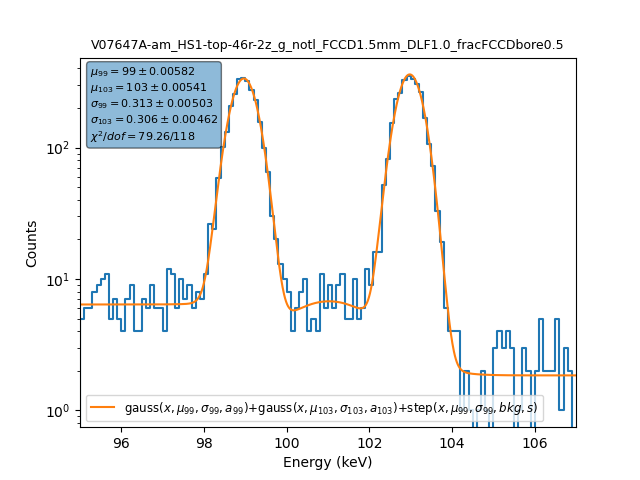 V07647A-am_HS1-top-46r-2z_g_notl_FCCD1.5mm_DLF1.0_fracFCCDbore0.5
μ₉₉ = 99 ± 0.00582
μ₁₀₃ = 103 ± 0.00541
σ₉₉ = 0.313 ± 0.00503
σ₁₀₃ = 0.306 ± 0.00462
χ²/dof = 79.26/118
Counts
10²
10¹
10⁰
gauss(x, μ₉₉, σ₉₉, a₉₉)+gauss(x, μ₁₀₃, σ₁₀₃, a₁₀₃)+step(x, μ₉₉, σ₉₉, bkg, s)
96 98 100 102 104 106
Energy (keV)